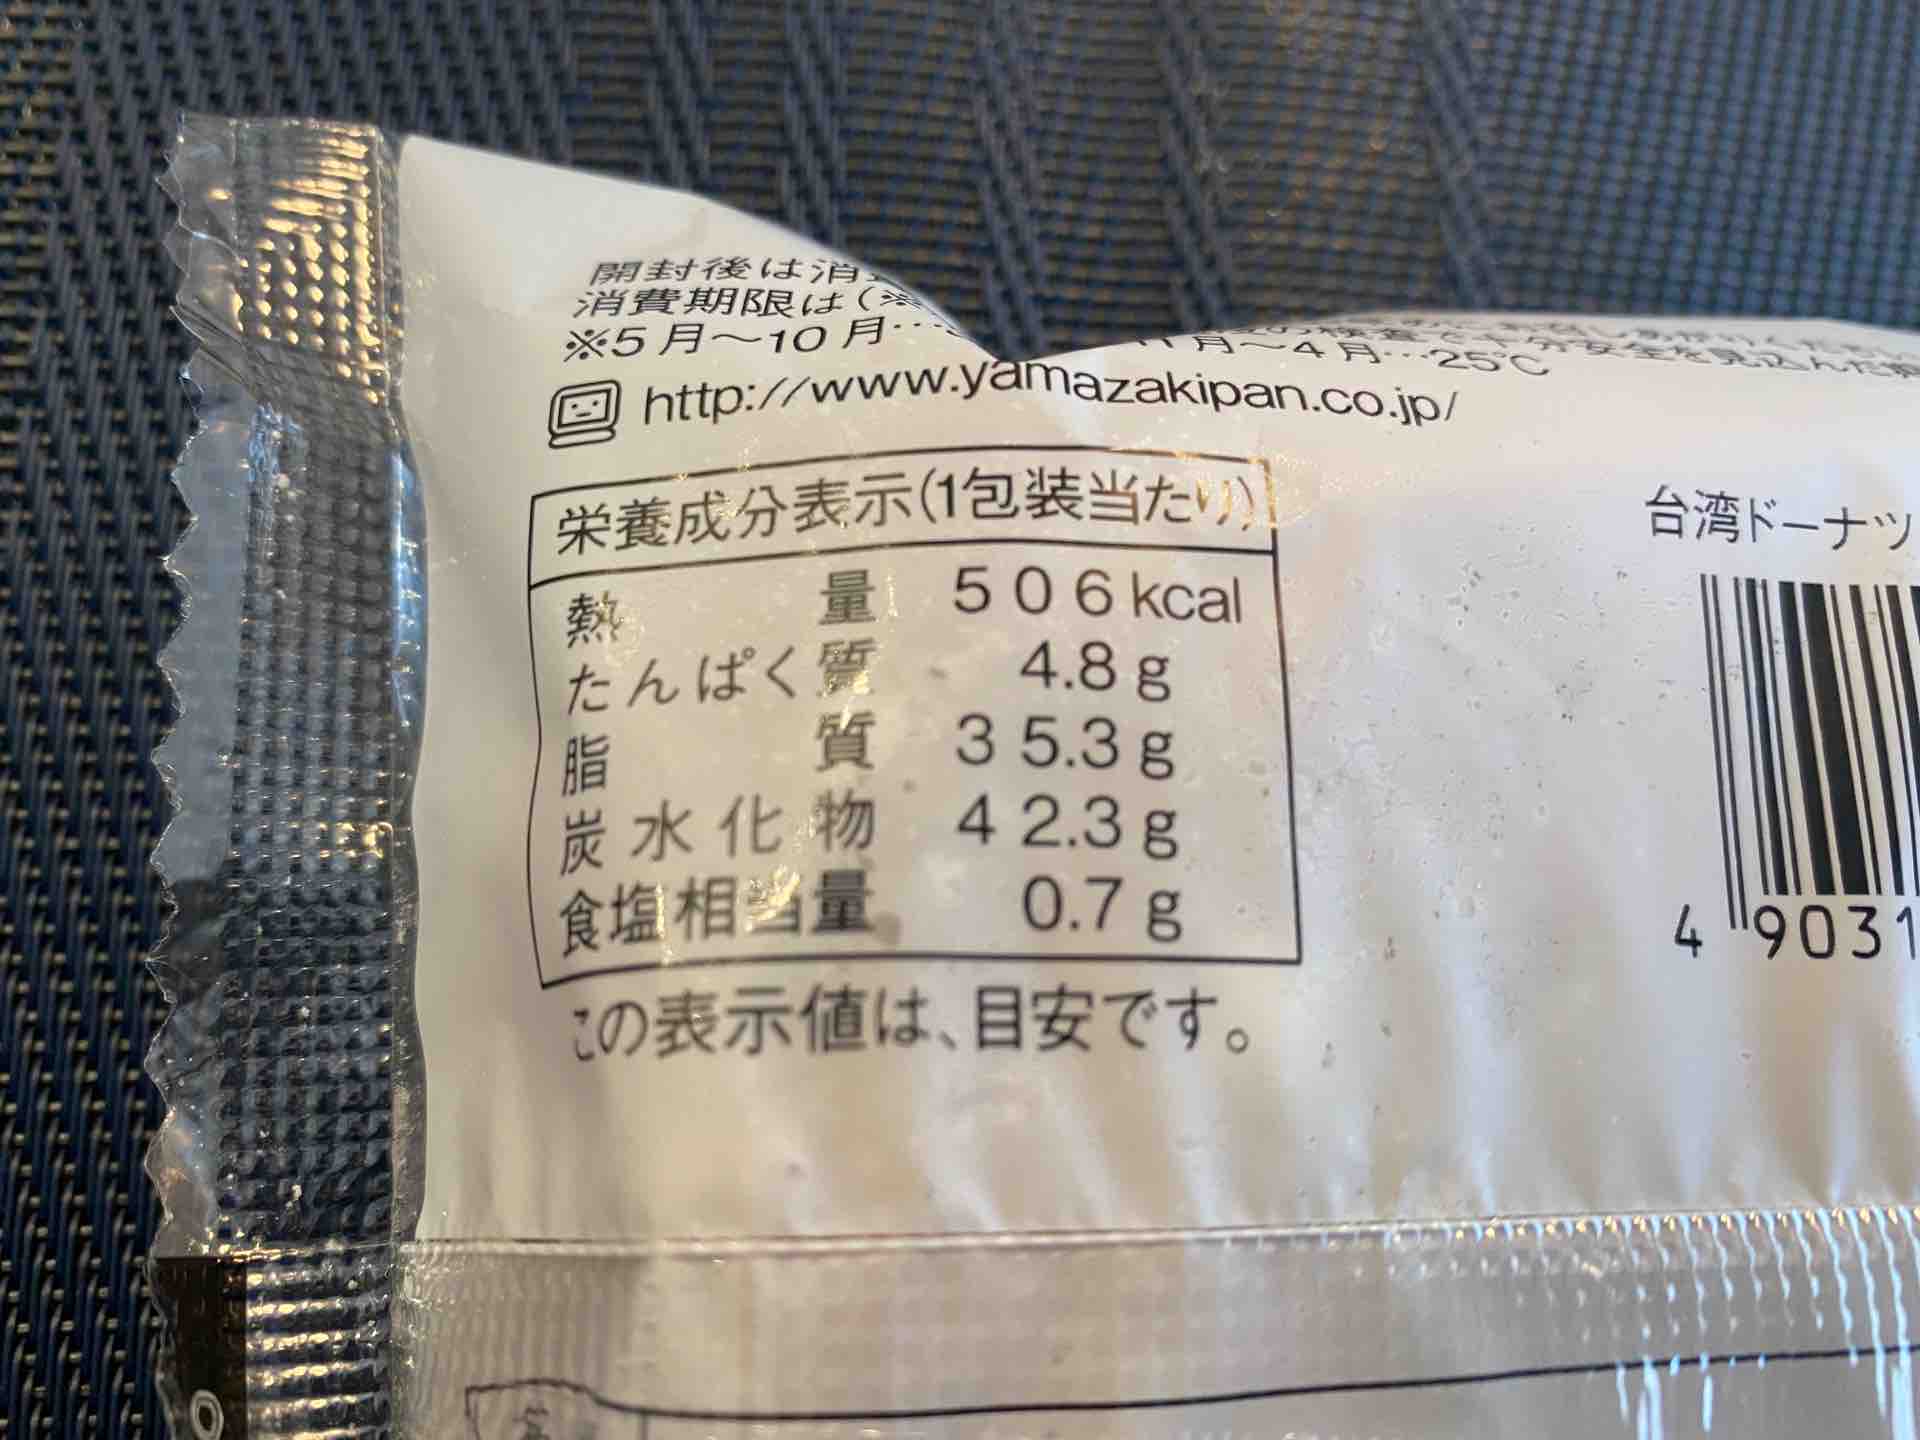 開封後は消
消費期限は(※
※5月～10月… 11月～4月…25℃
http://www.yamazakipan.co.jp/
栄養成分表示(1包装当たり)
熱量 506kcal
たんぱく質 4.8g
脂質 35.3g
炭水化物 42.3g
食塩相当量 0.7g
この表示値は、目安です。
台湾ドーナツ
4 9031